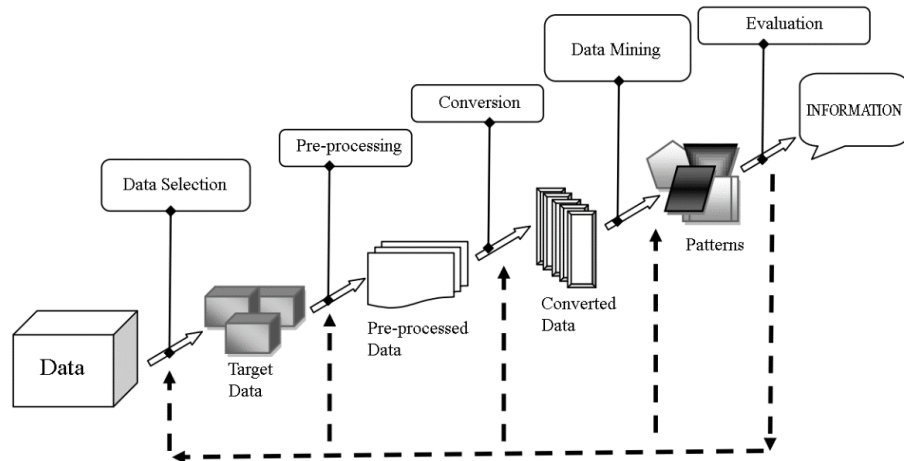 Evaluation
Data Mining
Conversion
Pre-processing
Data Selection
INFORMATION
Patterns
Converted
Data
Pre-processed
Data
Target
Data
Data